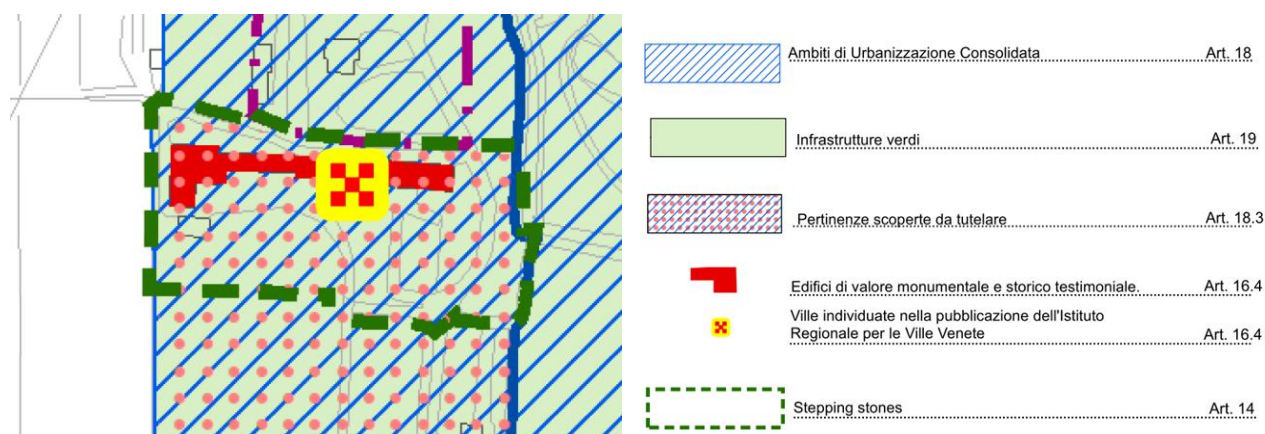 Ambiti di Urbanizzazione Consolidata Art. 18
Infrastrutture verdi Art. 19
Pertinenze scoperte da tutelare Art. 18.3
Edifici di valore monumentale e storico testimoniale. Art. 16.4
Ville individuate nella pubblicazione dell'Istituto
Regionale per le Ville Venete Art. 16.4
Stepping stones Art. 14